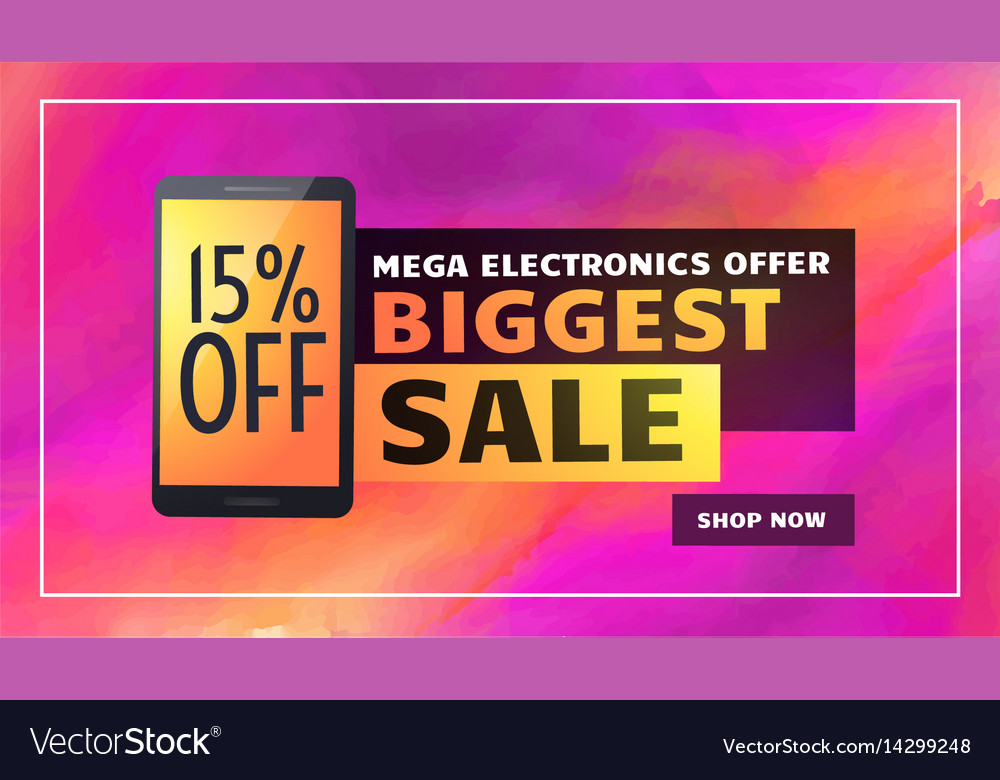 15%
OFF
MEGA ELECTRONICS OFFER
BIGGEST
SALE
SHOP NOW
VectorStock®
VectorStock.com/14299248